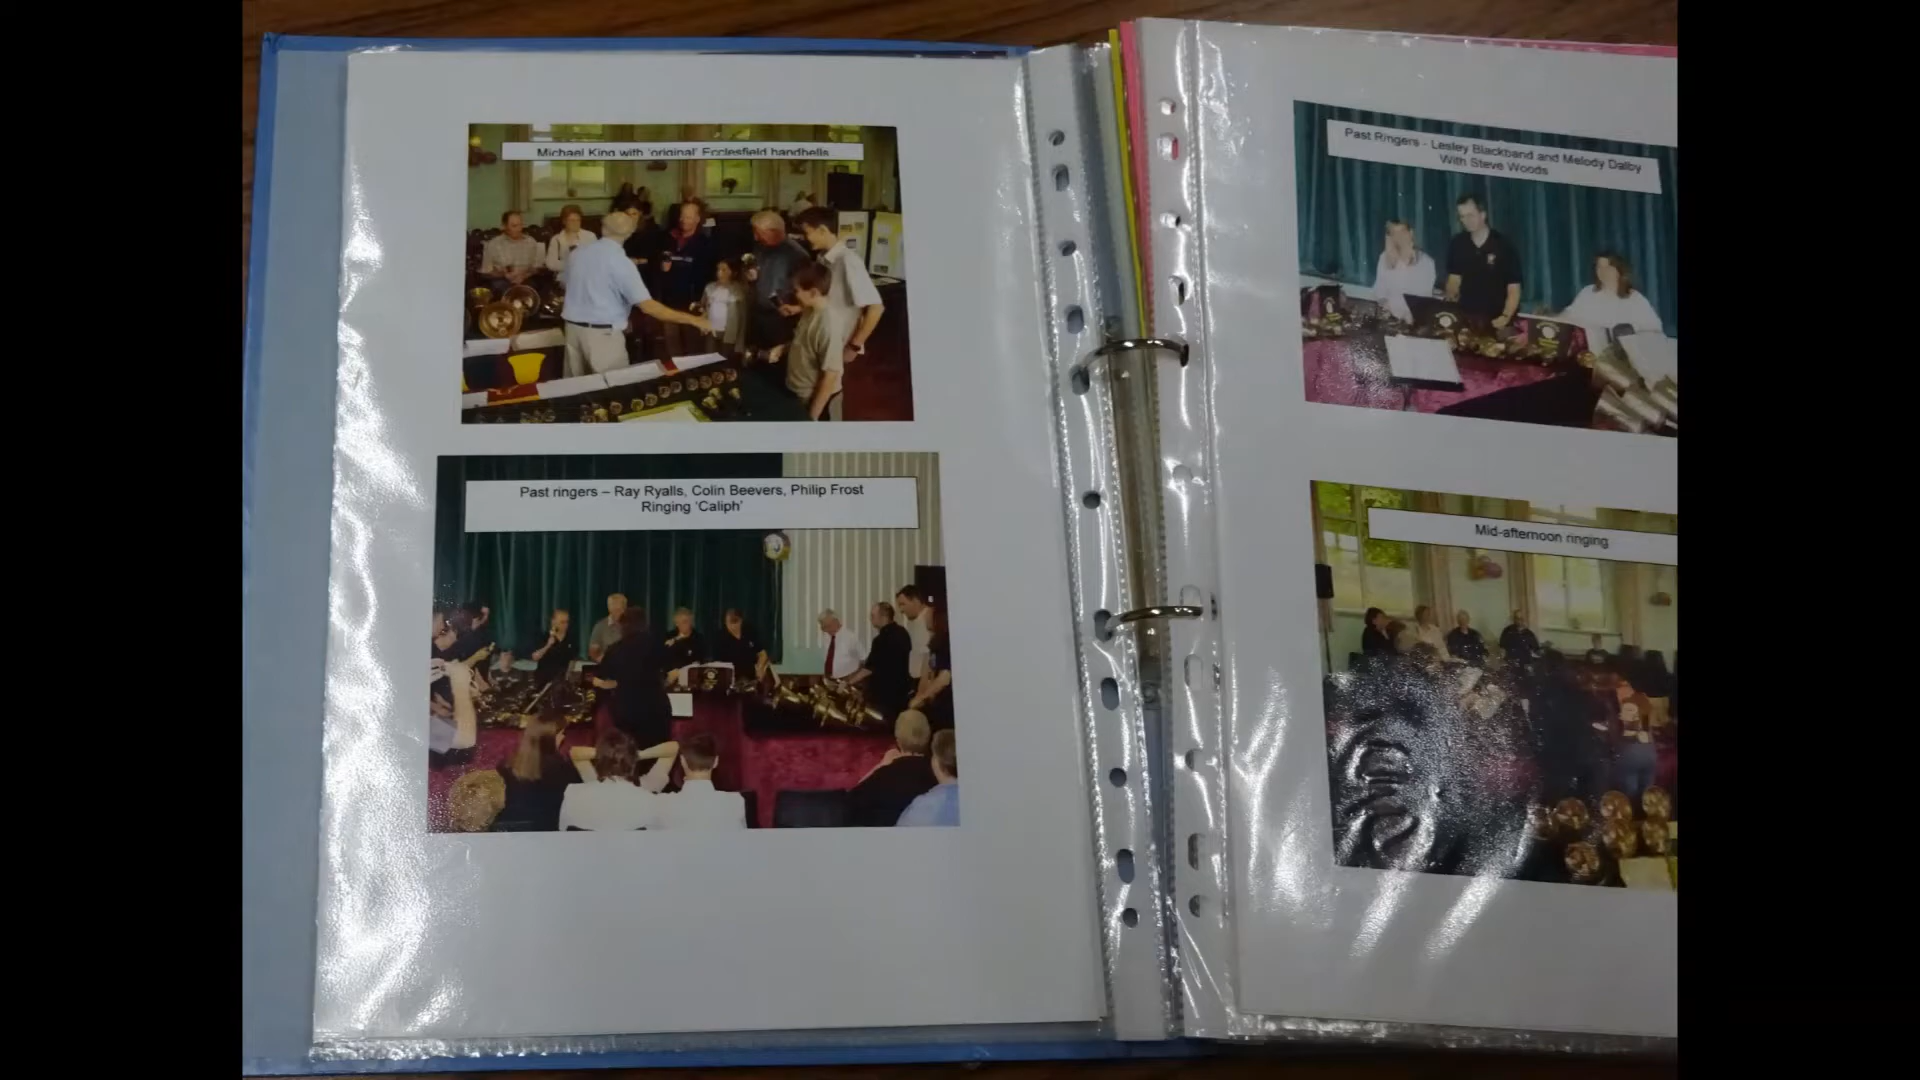 Michael King with 'original' Ecclesfield handbells
Past ringers – Ray Ryalls, Colin Beevers, Philip Frost
Ringing 'Caliph'
Past Ringers - Lesley Blackband and Melody Dalby
With Steve Woods
Mid-afternoon ringing